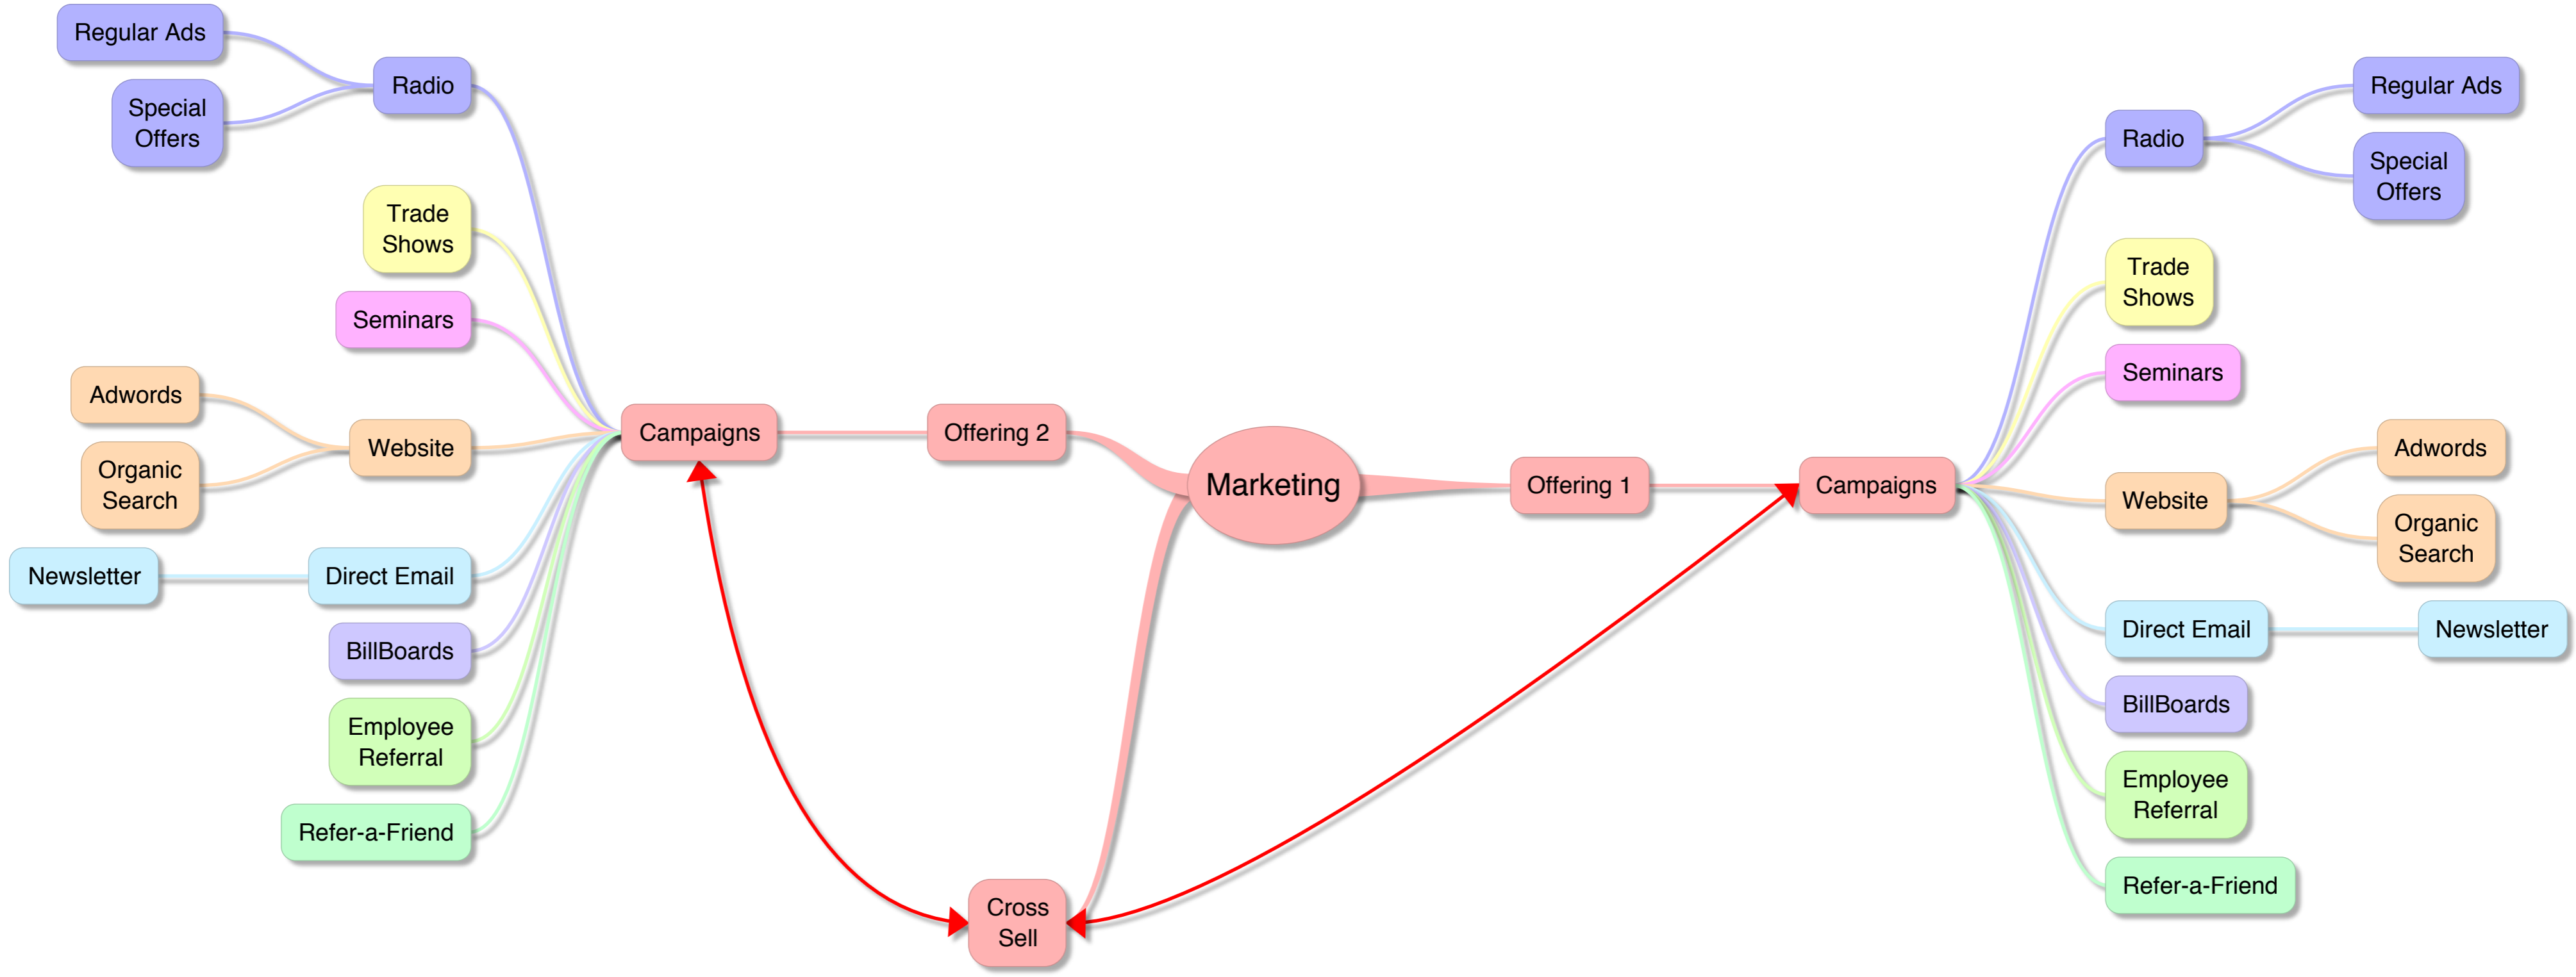 Regular Ads
Special
Offers
Radio
Trade
Shows
Seminars
Adwords
Organic
Search
Website
Newsletter
Direct Email
BillBoards
Employee
Referral
Refer-a-Friend
Campaigns
Offering 2
Marketing
Cross
Sell
Offering 1
Campaigns
Radio
Regular Ads
Special
Offers
Trade
Shows
Seminars
Website
Adwords
Organic
Search
Direct Email
Newsletter
BillBoards
Employee
Referral
Refer-a-Friend